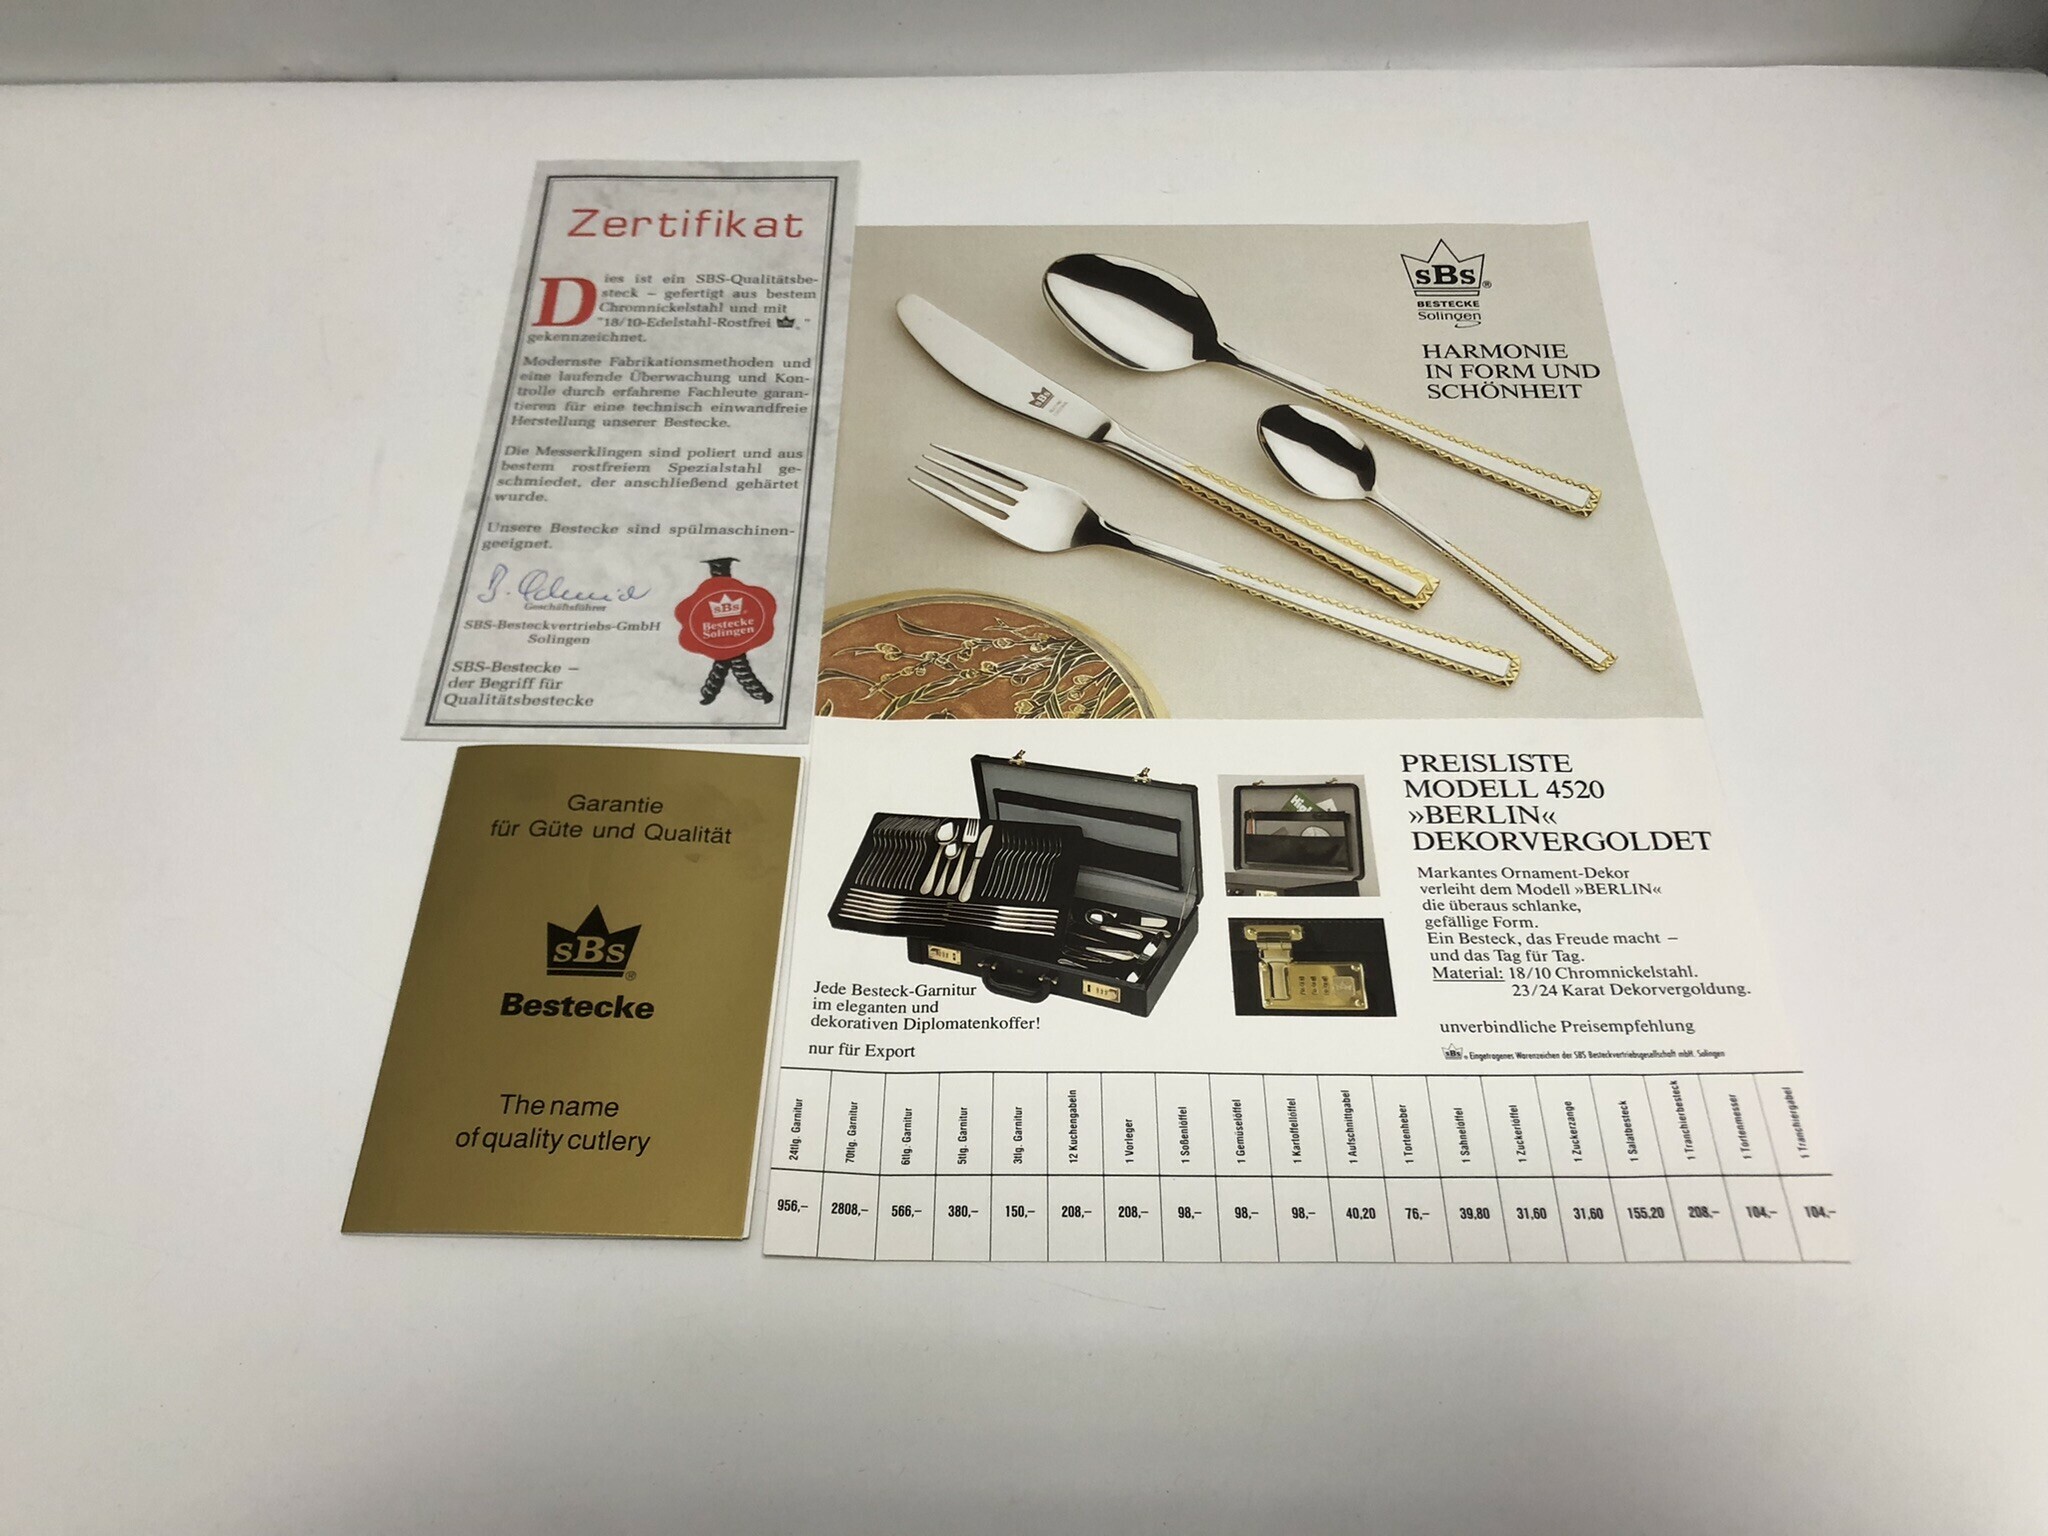 Zertifikat
Dies ist ein SBS-Qualitätsbe-
steck – gefertigt aus bestem
Chromnickelstahl und mit
"18/10-Edelstahl-Rostfrei ® "
gekennzeichnet.
Modernste Fabrikationsmethoden und
eine laufende Überwachung und Kon-
trolle durch erfahrene Fachleute garan-
tieren für eine technisch einwandfreie
Herstellung unserer Bestecke.
Die Messerklingen sind poliert und aus
bestem rostfreiem Spezialstahl ge-
schmiedet, der anschließend gehärtet
wurde.
Unsere Bestecke sind spülmaschinen-
geeignet.
Geschäftsführer
SBS-Besteckvertriebs-GmbH
Solingen
SBS-Bestecke –
der Begriff für
Qualitätsbestecke
sBs
Bestecke
Solingen
Garantie
für Güte und Qualität
sBs®
Bestecke
The name
of quality cutlery
sBs®
BESTECKE
Solingen
HARMONIE
IN FORM UND
SCHÖNHEIT
sBs
Jede Besteck-Garnitur
im eleganten und
dekorativen Diplomatenkoffer!
nur für Export
PREISLISTE
MODELL 4520
»BERLIN«
DEKORVERGOLDET
Markantes Ornament-Dekor
verleiht dem Modell »BERLIN«
die überaus schlanke,
gefällige Form.
Ein Besteck, das Freude macht –
und das Tag für Tag.
Material: 18/10 Chromnickelstahl.
23/24 Karat Dekorvergoldung.
unverbindliche Preisempfehlung
sBs ® Eingetragenes Warenzeichen der SBS Besteckvertriebsgesellschaft mbH. Solingen
24tlg. Garnitur 70tlg. Garnitur 6tlg. Garnitur 5tlg. Garnitur 3tlg. Garnitur 12 Kuchengabeln 1 Vorleger 1 Soßenlöffel 1 Gemüselöffel 1 Kartoffellöffel 1 Aufschnittgabel 1 Tortenheber 1 Sahnelöffel 1 Zuckerlöffel 1 Zuckerzange 1 Salatbesteck 1 Tranchierbesteck 1 Tortenmesser 1 Tranchiergabel
956,– 2808,– 566,– 380,– 150,– 208,– 208,– 98,– 98,– 98,– 40,20 76,– 39,80 31,60 31,60 155,20 208,– 104,– 104,–